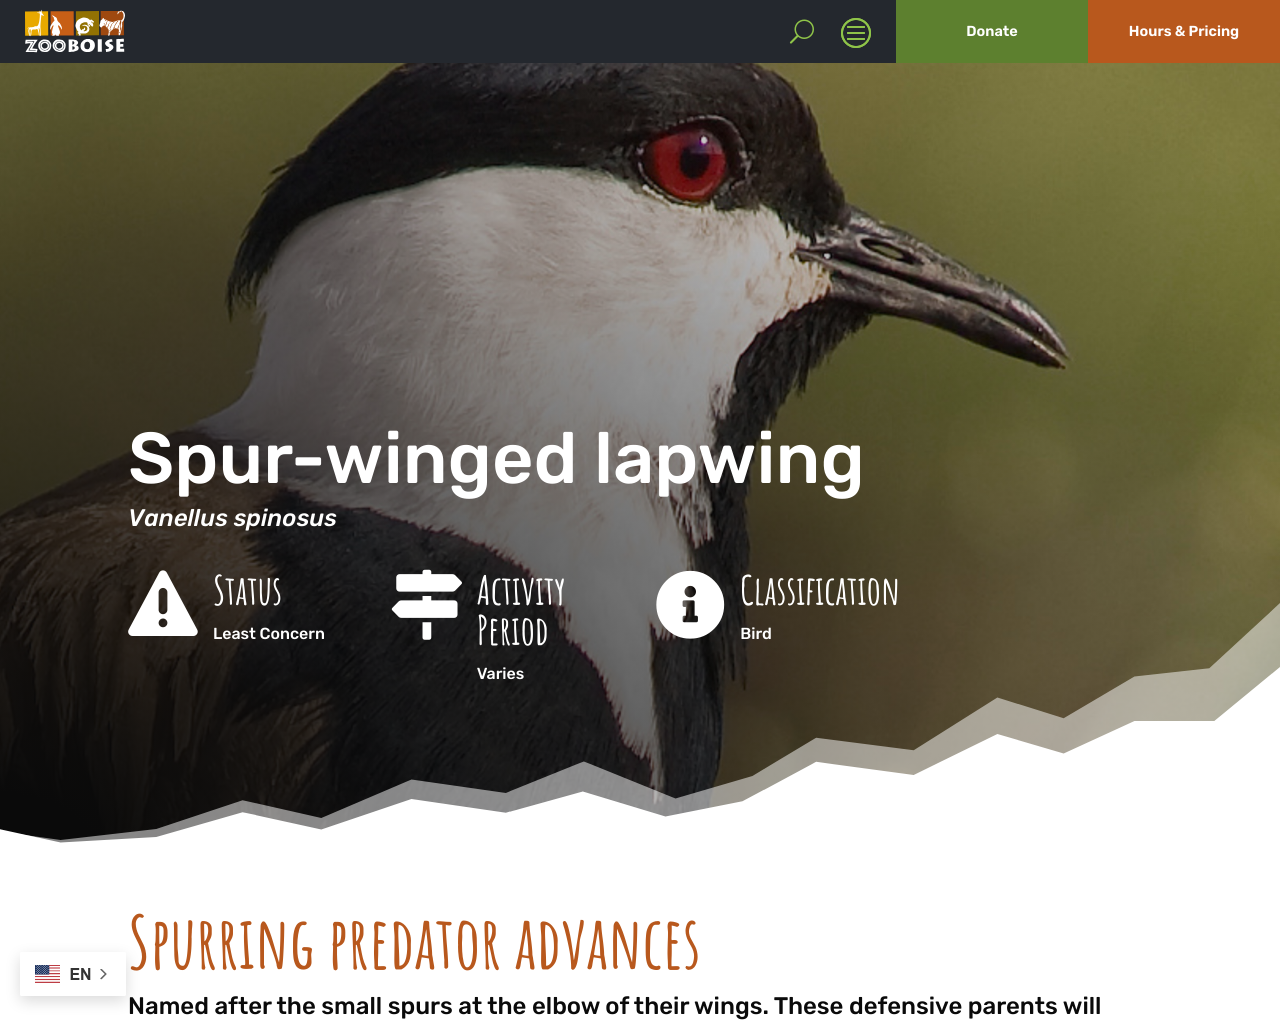 ZOOBOISE
Donate
Hours & Pricing
Spur-winged lapwing
Vanellus spinosus
Status
Least Concern
Activity
Period
Varies
Classification
Bird
Spurring predator advances
EN
Named after the small spurs at the elbow of their wings. These defensive parents will